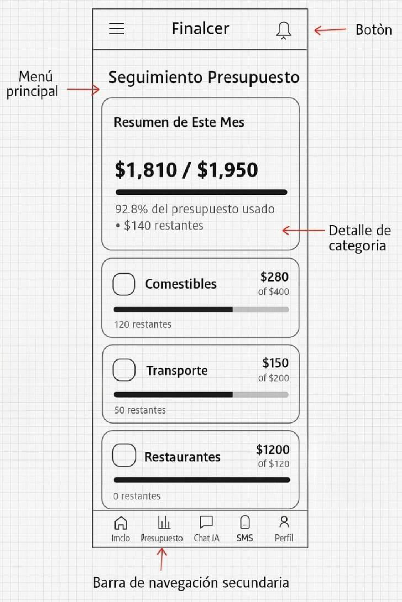 Finalcer
Botòn
Menú
principal
Seguimiento Presupuesto
Resumen de Este Mes
$1,810 / $1,950
92.8% del presupuesto usado
• $140 restantes
Detalle de
categoria
Comestibles
$280
of $400
120 restantes
Transporte
$150
of $200
50 restantes
Restaurantes
$1200
of $120
0 restantes
Presupuesto
Chat IA
SMS
Perfil
Barra de navegación secundaria